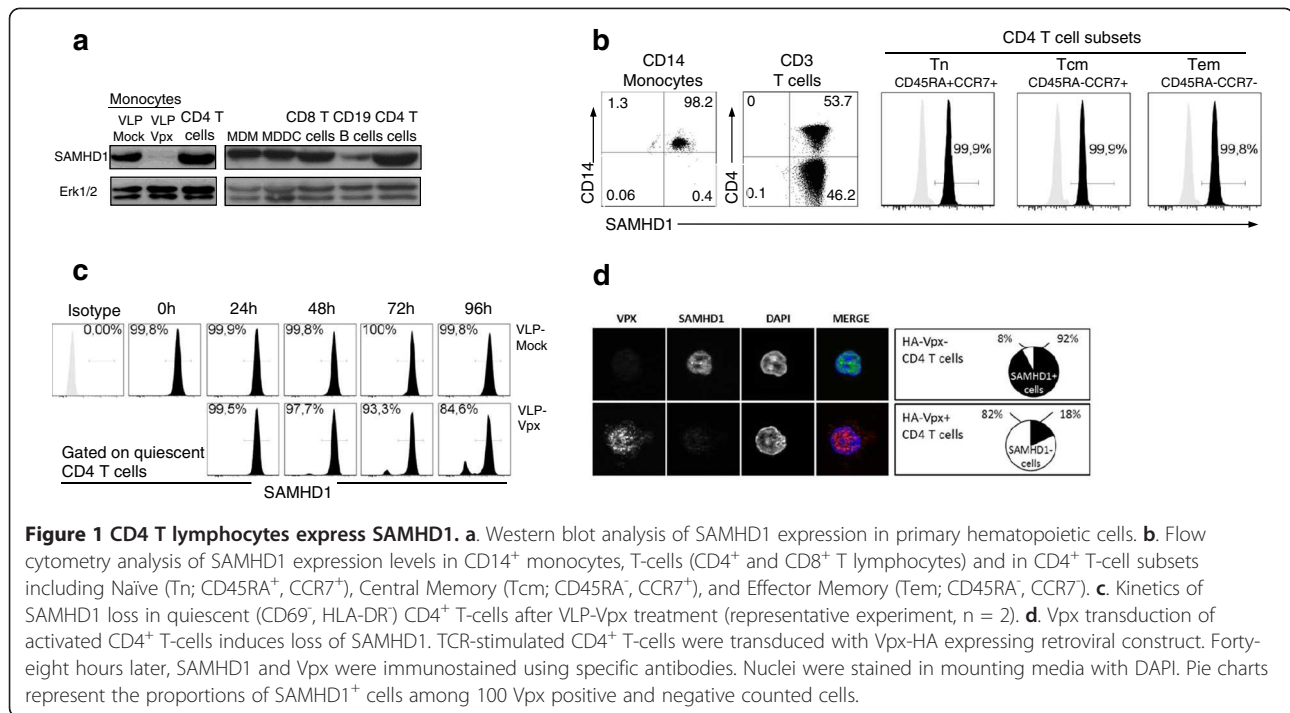 a
Monocytes
VLP Mock VLP Vpx CD4 T cells
MDM MDDC CD8 T cells CD19 B cells CD4 T cells
SAMHD1
Erk1/2
b
CD14 Monocytes
CD3 T cells
CD4 T cell subsets
Tn
CD45RA+CCR7+
Tcm
CD45RA-CCR7+
Tem
CD45RA-CCR7-
1.3 98.2
0.06 0.4
CD14
0 53.7
0.1 46.2
CD4
99,9%
99,9%
99,8%
SAMHD1
c
Isotype 0h 24h 48h 72h 96h
0,00% 99,8% 99,9% 99,8% 100% 99,8%
VLP-Mock
99,5% 97,7% 93,3% 84,6%
VLP-Vpx
Gated on quiescent
CD4 T cells
SAMHD1
d
VPX SAMHD1 DAPI MERGE
HA-Vpx-
CD4 T cells
8% 92%
SAMHD1+
cells
HA-Vpx+
CD4 T cells
82% 18%
SAMHD1-
cells
Figure 1 CD4 T lymphocytes express SAMHD1. a. Western blot analysis of SAMHD1 expression in primary hematopoietic cells. b. Flow
cytometry analysis of SAMHD1 expression levels in CD14⁺ monocytes, T-cells (CD4⁺ and CD8⁺ T lymphocytes) and in CD4⁺ T-cell subsets
including Naïve (Tn; CD45RA⁺, CCR7⁺), Central Memory (Tcm; CD45RA⁻, CCR7⁺), and Effector Memory (Tem; CD45RA⁻, CCR7⁻). c. Kinetics of
SAMHD1 loss in quiescent (CD69⁻, HLA-DR⁻) CD4⁺ T-cells after VLP-Vpx treatment (representative experiment, n = 2). d. Vpx transduction of
activated CD4⁺ T-cells induces loss of SAMHD1. TCR-stimulated CD4⁺ T-cells were transduced with Vpx-HA expressing retroviral construct. Forty-
eight hours later, SAMHD1 and Vpx were immunostained using specific antibodies. Nuclei were stained in mounting media with DAPI. Pie charts
represent the proportions of SAMHD1⁺ cells among 100 Vpx positive and negative counted cells.